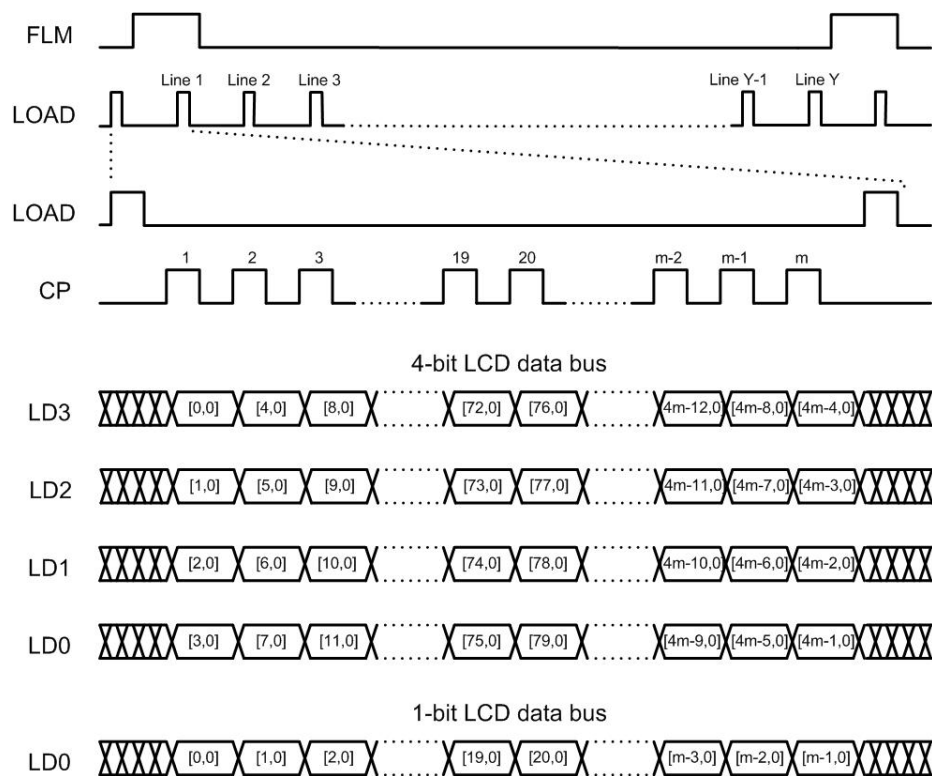 FLM
Line 1 Line 2 Line 3 Line Y-1 Line Y
LOAD
LOAD
1 2 3 19 20 m-2 m-1 m
CP
4-bit LCD data bus
LD3 [0,0] [4,0] [8,0] [72,0] [76,0] 4m-12,0] [4m-8,0] [4m-4,0]
LD2 [1,0] [5,0] [9,0] [73,0] [77,0] 4m-11,0] [4m-7,0] [4m-3,0]
LD1 [2,0] [6,0] [10,0] [74,0] [78,0] 4m-10,0] [4m-6,0] [4m-2,0]
LD0 [3,0] [7,0] [11,0] [75,0] [79,0] [4m-9,0] [4m-5,0] [4m-1,0]
1-bit LCD data bus
LD0 [0,0] [1,0] [2,0] [19,0] [20,0] [m-3,0] [m-2,0] [m-1,0]